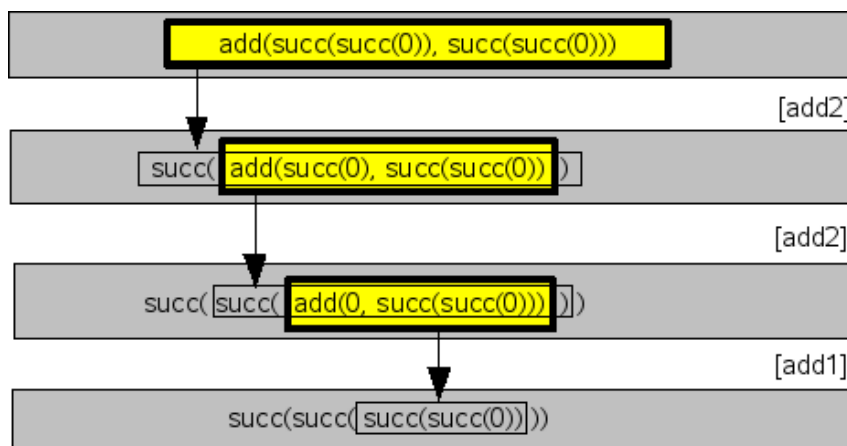 add(succ(succ(0)), succ(succ(0)))
[add2]
succ( add(succ(0), succ(succ(0)) )
[add2]
succ( succ( add(0, succ(succ(0))) ) )
[add1]
succ(succ( succ(succ(0)) ))